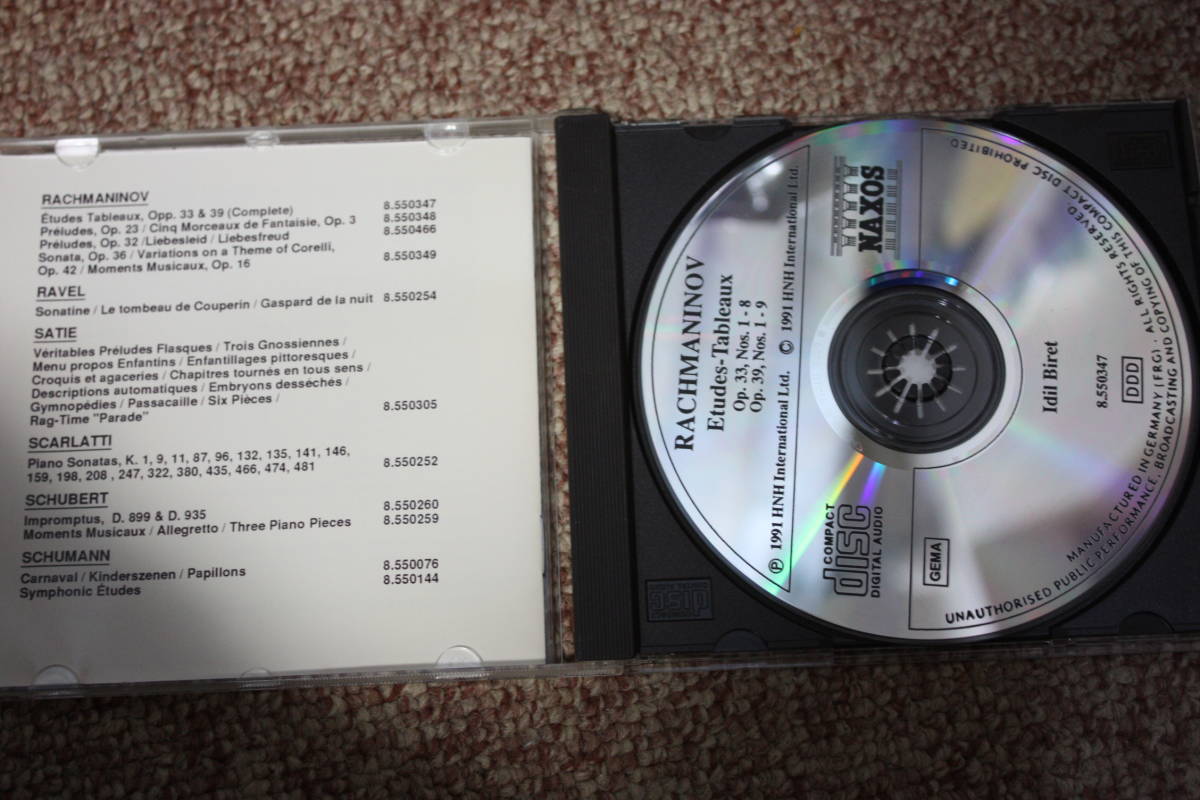 RACHMANINOV
Études Tableaux, Opp. 33 & 39 (Complete) 8.550347
Préludes, Op. 23 / Cinq Morceaux de Fantaisie, Op. 3 8.550348
Préludes, Op. 32 / Liebesleid / Liebesfreud 8.550466
Sonata, Op. 36 / Variations on a Theme of Corelli,
Op. 42 / Moments Musicaux, Op. 16 8.550349
RAVEL
Sonatine / Le tombeau de Couperin / Gaspard de la nuit 8.550254
SATIE
Véritables Préludes Flasques / Trois Gnossiennes /
Menu propos Enfantins / Enfantillages pittoresques /
Croquis et agaceries / Chapitres tournés en tous sens /
Descriptions automatiques / Embryons desséchés /
Gymnopédies / Passacaille / Six Pièces /
Rag-Time "Parade" 8.550305
SCARLATTI
Piano Sonatas, K. 1, 9, 11, 87, 96, 132, 135, 141, 146,
159, 198, 208 , 247, 322, 380, 435, 466, 474, 481 8.550252
SCHUBERT
Impromptus, D. 899 & D. 935 8.550260
Moments Musicaux / Allegretto / Three Piano Pieces 8.550259
SCHUMANN
Carnaval / Kinderszenen / Papillons 8.550076
Symphonic Études 8.550144
RACHMANINOV
Etudes-Tableaux
Op. 33, Nos. 1 - 8
Op. 39, Nos. 1 - 9
℗ 1991 HNH International Ltd. © 1991 HNH International Ltd.
NAXOS
COMPACT
disc
DIGITAL AUDIO
Idil Biret
8.550347
DDD
GEMA
MANUFACTURED IN GERMANY (FRG) · ALL RIGHTS RESERVED.
UNAUTHORISED PUBLIC PERFORMANCE, BROADCASTING AND COPYING OF THIS COMPACT DISC PROHIBITED
disc